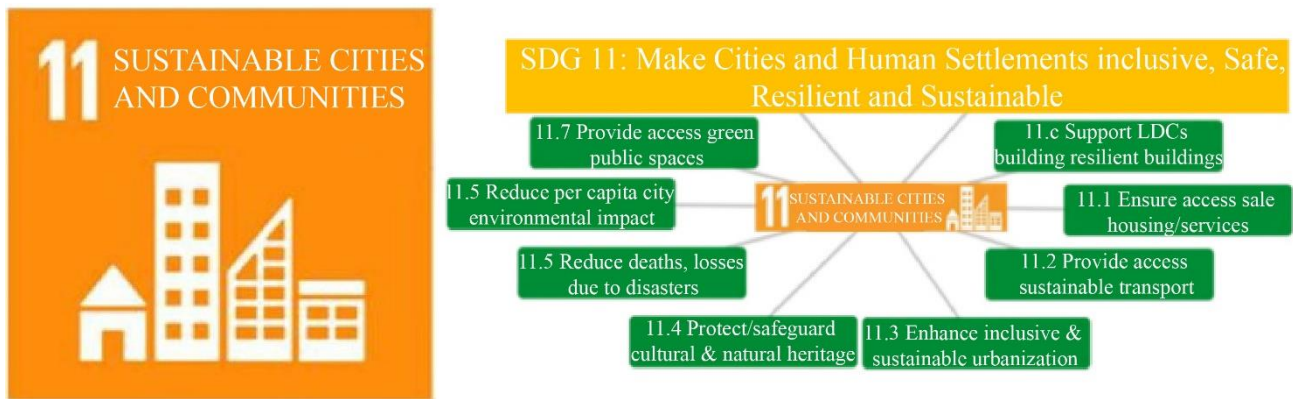 11 SUSTAINABLE CITIES
AND COMMUNITIES
SDG 11: Make Cities and Human Settlements inclusive, Safe,
Resilient and Sustainable
11.7 Provide access green
public spaces
11.c Support LDCs
building resilient buildings
11.5 Reduce per capita city
environmental impact
11 SUSTAINABLE CITIES
AND COMMUNITIES
11.1 Ensure access sale
housing/services
11.5 Reduce deaths, losses
due to disasters
11.2 Provide access
sustainable transport
11.4 Protect/safeguard
cultural & natural heritage
11.3 Enhance inclusive &
sustainable urbanization